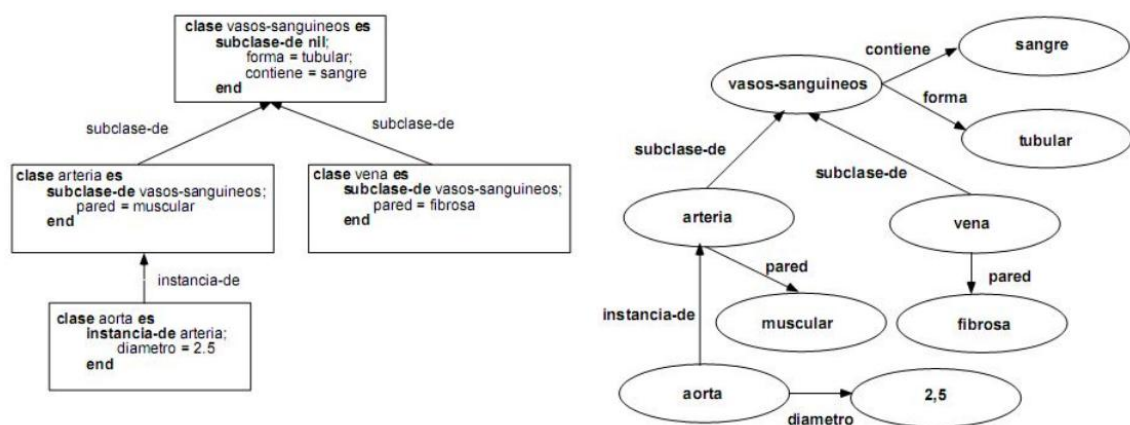 clase vasos-sanguineos es
subclase-de nil;
forma = tubular;
contiene = sangre
end
subclase-de
subclase-de
clase arteria es
subclase-de vasos-sanguineos;
pared = muscular
end
clase vena es
subclase-de vasos-sanguineos;
pared = fibrosa
end
instancia-de
clase aorta es
instancia-de arteria;
diametro = 2.5
end
contiene
sangre
vasos-sanguineos
forma
tubular
subclase-de
subclase-de
arteria
vena
pared
pared
instancia-de
muscular
fibrosa
aorta
diametro
2,5